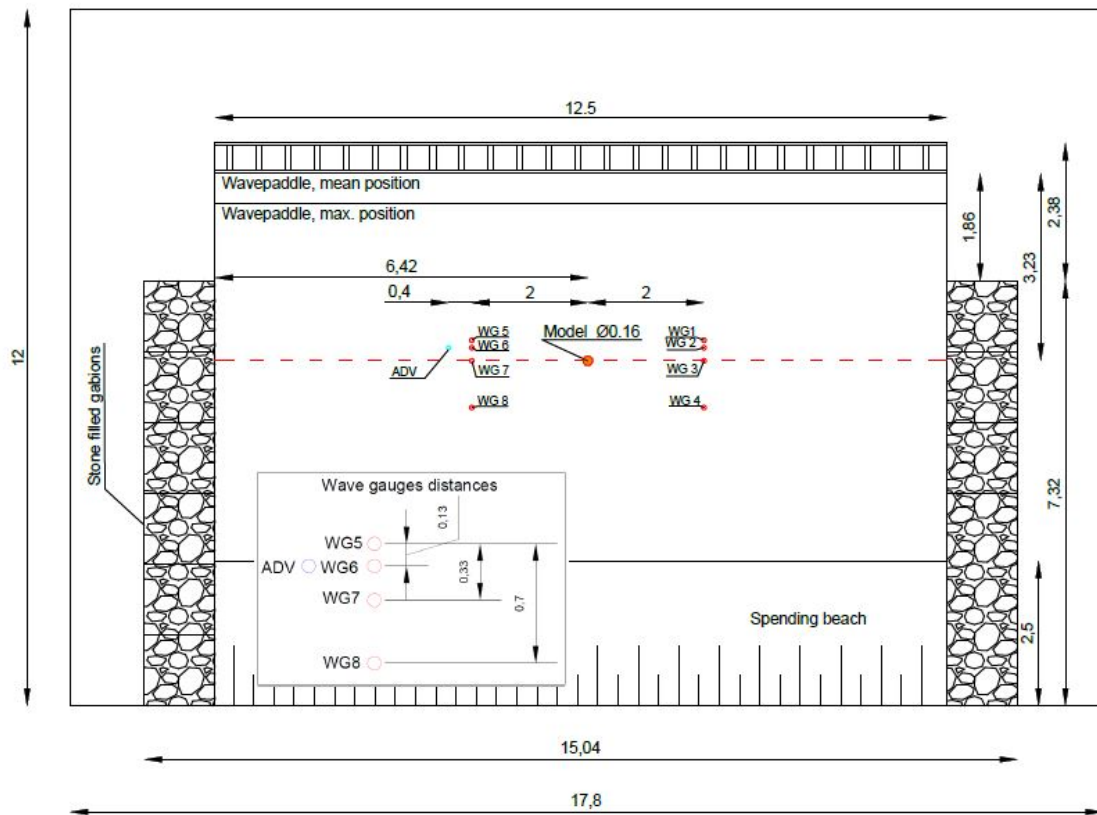 12.5
Wavepaddle, mean position
Wavepaddle, max. position
1,86
3,23
2,38
6,42
0,4
2
2
WG 5
WG 6
WG 7
WG 8
ADV
Model Ø0.16
WG1
WG 2
WG 3
WG 4
12
Stone filled gabions
7,32
Wave gauges distances
0,13
WG5
ADV
WG6
WG7
WG8
0,33
0,7
Spending beach
2,5
15,04
17,8